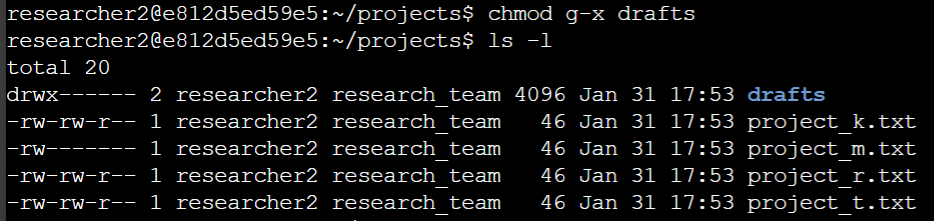 researcher2@e812d5ed59e5:~/projects$ chmod g-x drafts
researcher2@e812d5ed59e5:~/projects$ ls -l
total 20
drwx------ 2 researcher2 research_team 4096 Jan 31 17:53 drafts
-rw-rw-r-- 1 researcher2 research_team   46 Jan 31 17:53 project_k.txt
-rw------- 1 researcher2 research_team   46 Jan 31 17:53 project_m.txt
-rw-rw-r-- 1 researcher2 research_team   46 Jan 31 17:53 project_r.txt
-rw-rw-r-- 1 researcher2 research_team   46 Jan 31 17:53 project_t.txt